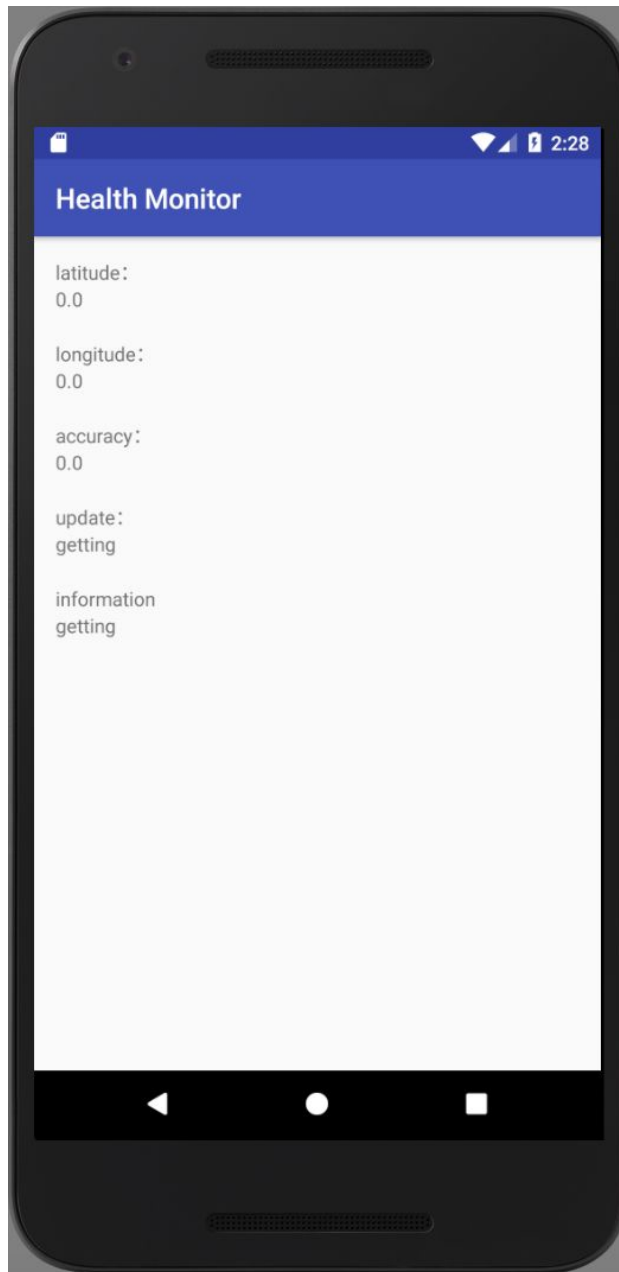 2:28
Health Monitor
latitude：
0.0
longitude：
0.0
accuracy：
0.0
update：
getting
information
getting